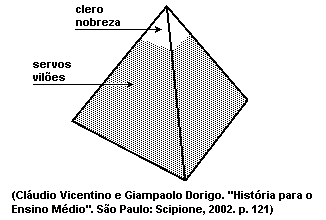 clero
nobreza
servos
vilões
(Cláudio Vicentino e Giampaolo Dorigo. "História para o
Ensino Médio". São Paulo: Scipione, 2002. p. 121)